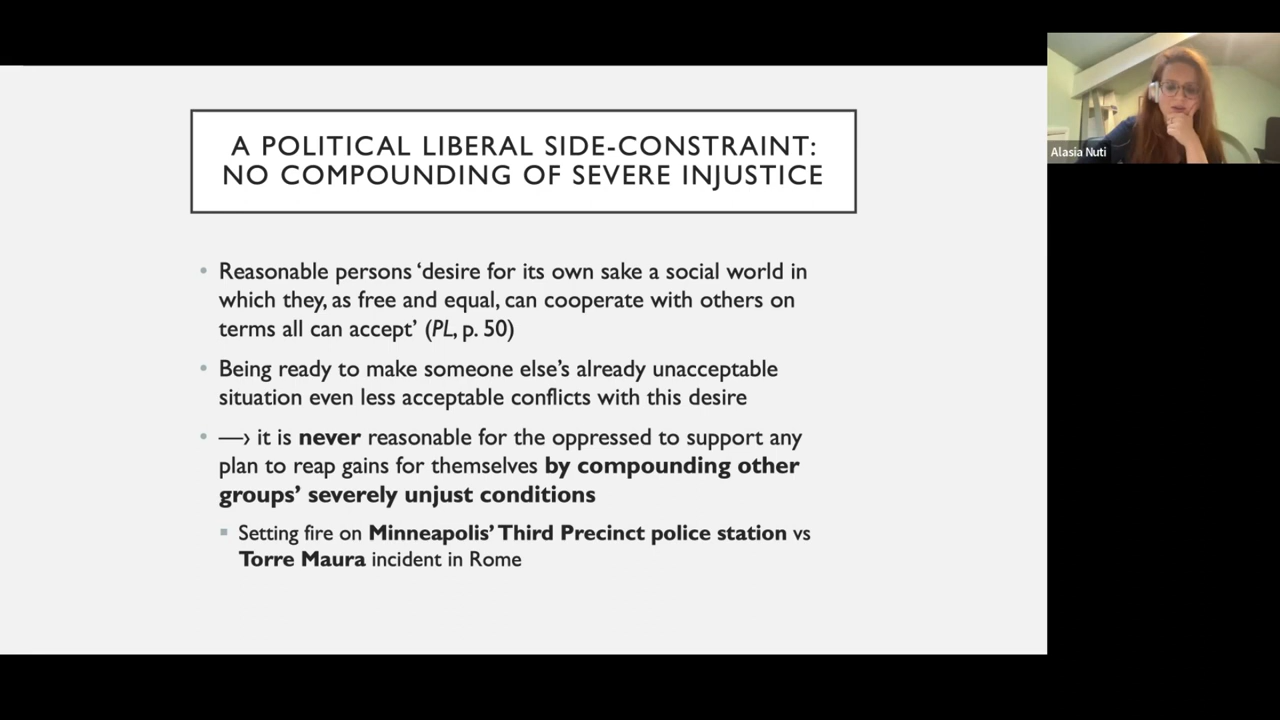 A POLITICAL LIBERAL SIDE-CONSTRAINT:
NO COMPOUNDING OF SEVERE INJUSTICE
• Reasonable persons ‘desire for its own sake a social world in
which they, as free and equal, can cooperate with others on
terms all can accept’ (PL, p. 50)
• Being ready to make someone else’s already unacceptable
situation even less acceptable conflicts with this desire
• —› it is never reasonable for the oppressed to support any
plan to reap gains for themselves by compounding other
groups’ severely unjust conditions
▪ Setting fire on Minneapolis’ Third Precinct police station vs
Torre Maura incident in Rome
Alasia Nuti